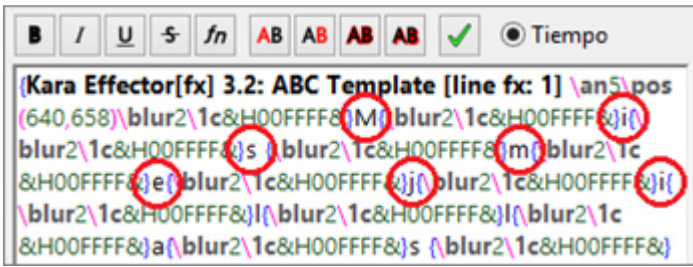 B I U S fn AB AB AB AB Tiempo
{Kara Effector[fx] 3.2: ABC Template [line fx: 1] \an5\pos
(640,658)\blur2\1c&H00FFFF&}M{\blur2\1c&H00FFFF&}i{\
blur2\1c&H00FFFF&}s {\blur2\1c&H00FFFF&}m{\blur2\1c
&H00FFFF&}e{\blur2\1c&H00FFFF&}j{\blur2\1c&H00FFFF&}i{
\blur2\1c&H00FFFF&}l{\blur2\1c&H00FFFF&}l{\blur2\1c
&H00FFFF&}a{\blur2\1c&H00FFFF&}s {\blur2\1c&H00FFFF&}